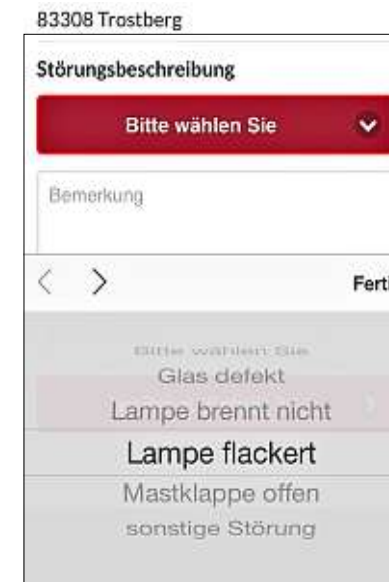 83308 Trostberg
Störungsbeschreibung
Bitte wählen Sie
Bemerkung
Ferti
Bitte wählen Sie
Glas defekt
Lampe brennt nicht
Lampe flackert
Mastklappe offen
sonstige Störung